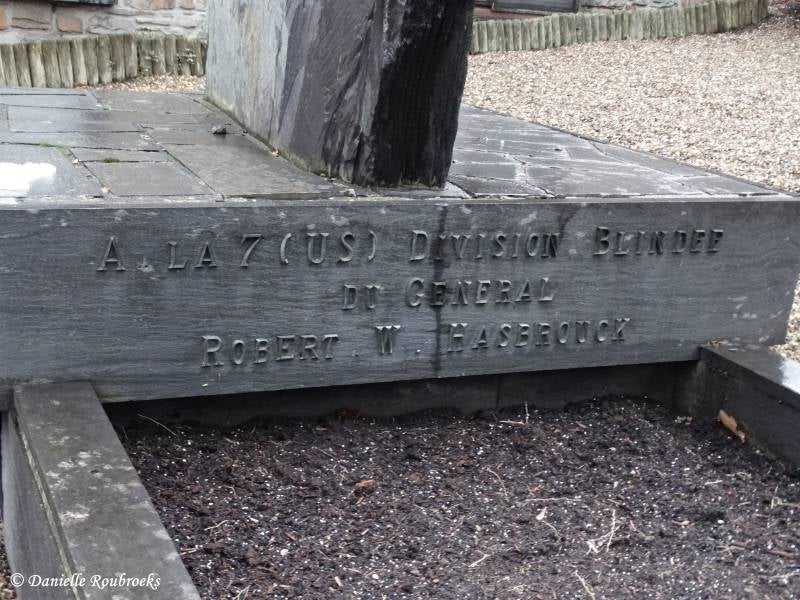 A LA 7 (US) DIVISION BLINDEE
DU GENERAL
ROBERT W HASBROUCK
© Danielle Roubroeks